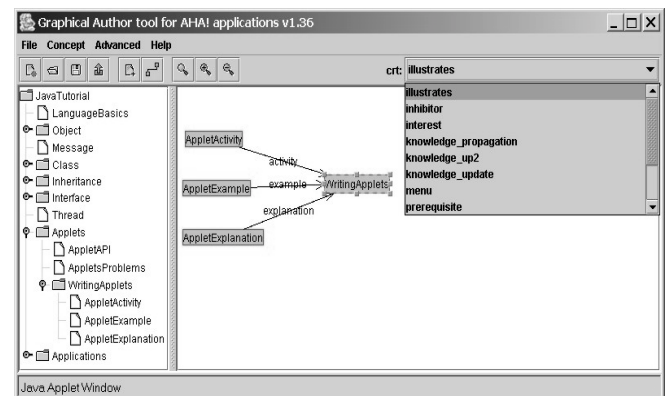 Graphical Author tool for AHA! applications v1.36
File Concept Advanced Help
crt: illustrates
JavaTutorial
LanguageBasics
Object
Message
Class
Inheritance
Interface
Thread
Applets
AppletAPI
AppletsProblems
WritingApplets
AppletActivity
AppletExample
AppletExplanation
Applications
AppletActivity
activity
AppletExample
example
WritingApplets
explanation
AppletExplanation
illustrates
inhibitor
interest
knowledge_propagation
knowledge_up2
knowledge_update
menu
prerequisite
Java Applet Window